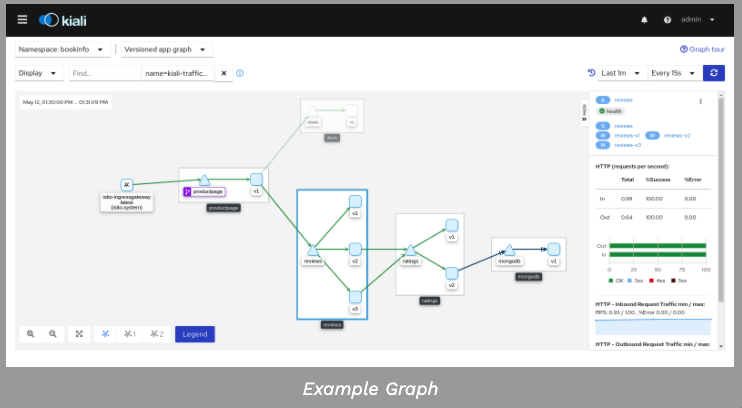 kiali
admin
Namespace: bookinfo
Versioned app graph
Graph tour
Display
Find...
name=kiali-traffic...
Last 1m
Every 15s
May 12, 01:30:09 PM ... 01:31:09 PM
Hide
details
v1
details
istio-ingressgateway
latest
(istio-system)
productpage
v1
productpage
v1
reviews
v2
v3
reviews
v1
ratings
v2
ratings
mongodb
v1
mongodb
A reviews
Health
S reviews
W reviews-v1 W reviews-v2
W reviews-v3
HTTP (requests per second):
Total %Success %Error
In 0.98 100.00 0.00
Out 0.64 100.00 0.00
Out
In
0 25 50 75 100
OK 3xx 4xx 5xx
HTTP - Inbound Request Traffic min / max:
RPS: 0.93 / 1.00 , %Error 0.00 / 0.00
HTTP - Outbound Request Traffic min / max:
1
2
Legend
Example Graph